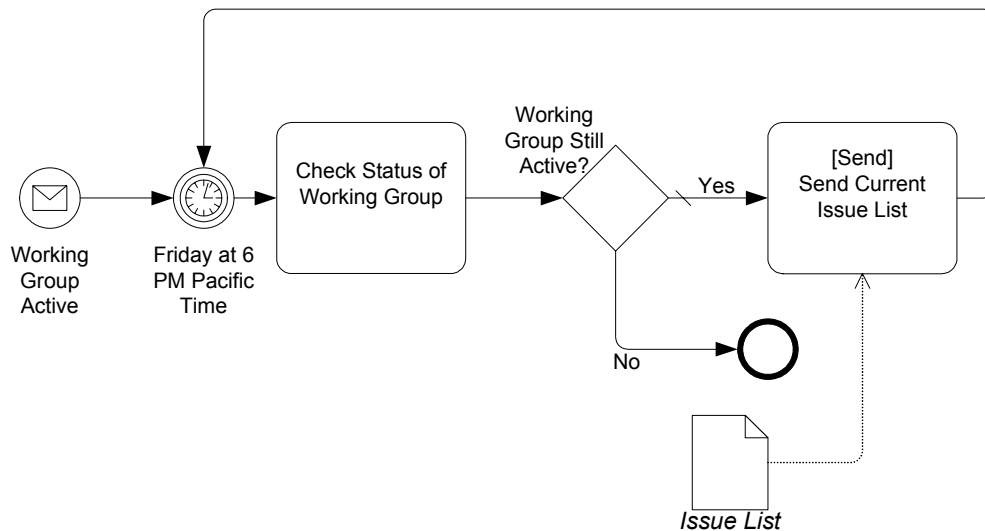 Working
Group
Active
Friday at 6
PM Pacific
Time
Check Status of
Working Group
Working
Group Still
Active?
Yes
No
[Send]
Send Current
Issue List
Issue List